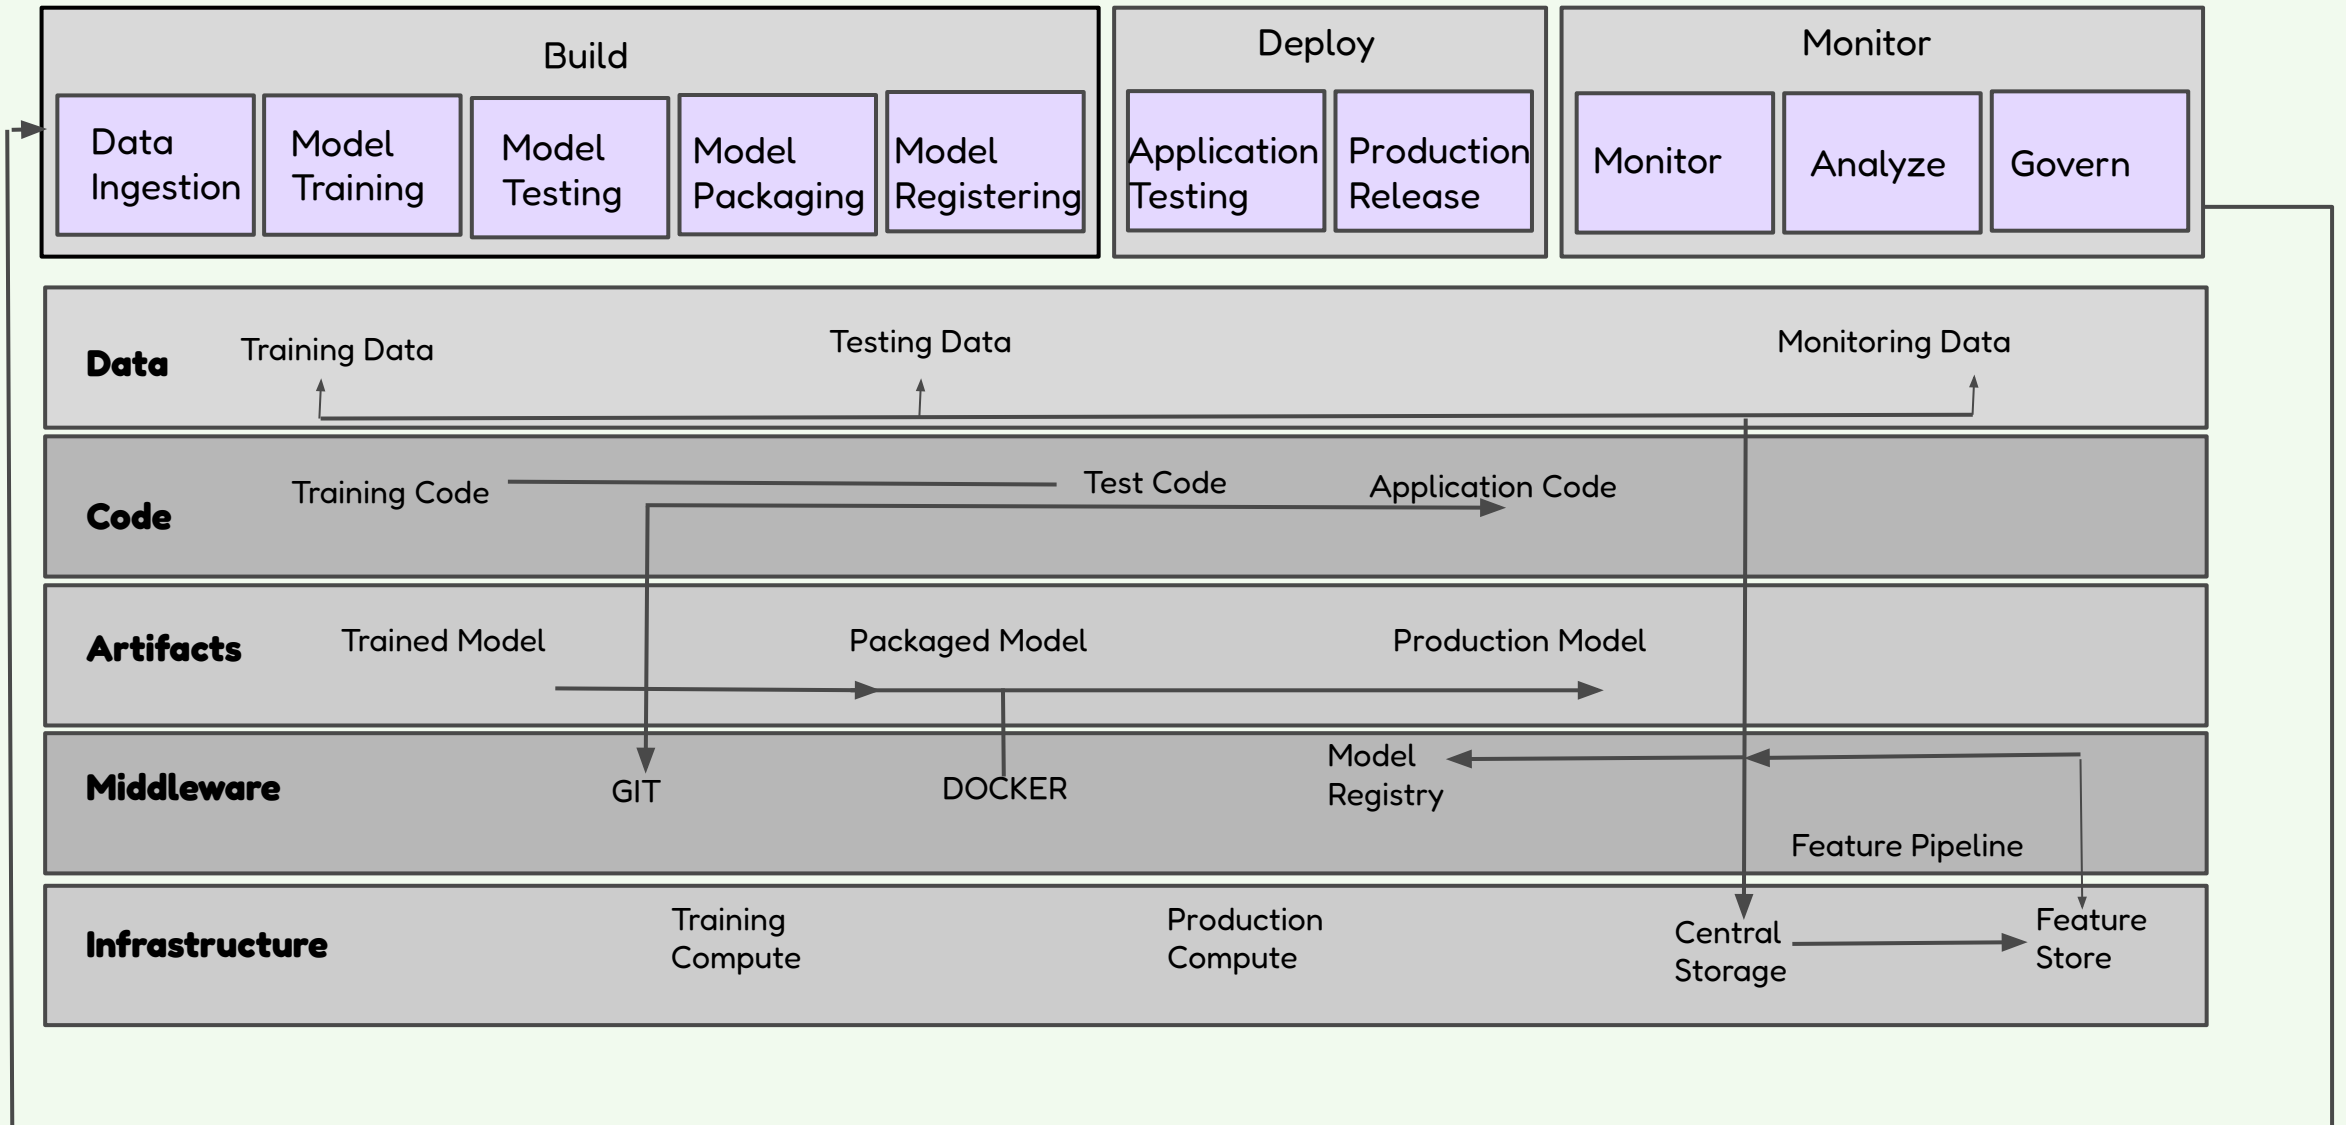 Build
Deploy
Monitor
Data
Ingestion
Model
Training
Model
Testing
Model
Packaging
Model
Registering
Application
Testing
Production
Release
Monitor
Analyze
Govern
Data
Training Data
Testing Data
Monitoring Data
Code
Training Code
Test Code
Application Code
Artifacts
Trained Model
Packaged Model
Production Model
Middleware
GIT
DOCKER
Model
Registry
Feature Pipeline
Infrastructure
Training
Compute
Production
Compute
Central
Storage
Feature
Store